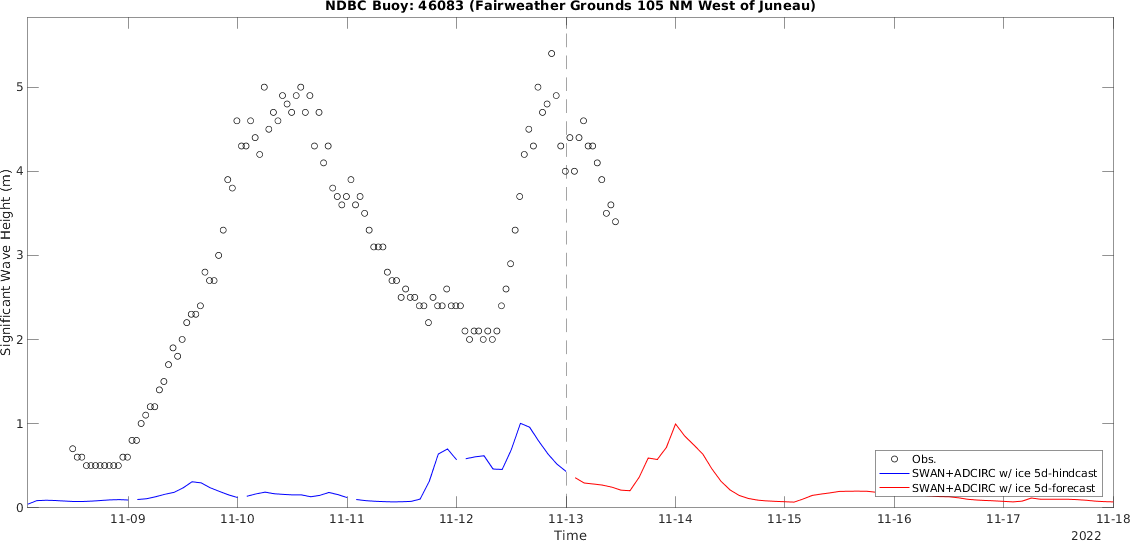 NDBC Buoy: 46083 (Fairweather Grounds 105 NM West of Juneau)
Significant Wave Height (m)
5
4
3
2
1
0
Obs.
SWAN+ADCIRC w/ ice 5d-hindcast
SWAN+ADCIRC w/ ice 5d-forecast
11-09 11-10 11-11 11-12 11-13 11-14 11-15 11-16 11-17 11-18
Time
2022